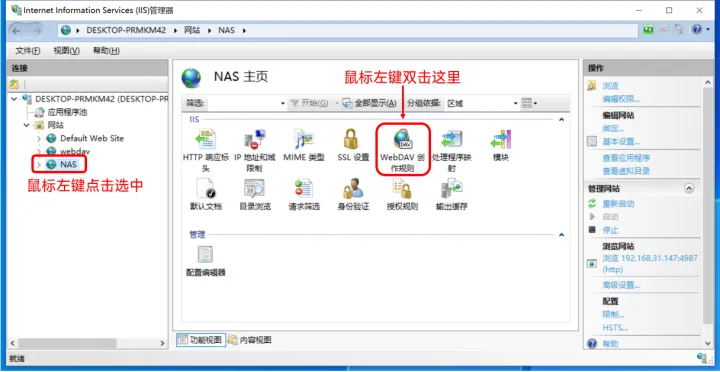 Internet Information Services (IIS)管理器
DESKTOP-PRMKM42 ▸ 网站 ▸ NAS ▸
文件(F) 视图(V) 帮助(H)
连接
DESKTOP-PRMKM42 (DESKTOP-PR
应用程序池
网站
Default Web Site
webdav
NAS
鼠标左键点击选中
NAS 主页
鼠标左键双击这里
筛选: 开始(G) 全部显示(A) 分组依据: 区域
IIS
HTTP 响应标头
IP 地址和域限制
MIME 类型
SSL 设置
WebDAV 创作规则
处理程序映射
模块
默认文档
目录浏览
请求筛选
身份验证
授权规则
输出缓存
管理
配置编辑器
功能视图 内容视图
操作
浏览
编辑权限...
编辑网站
绑定...
基本设置...
查看应用程序
查看虚拟目录
管理网站
重新启动
启动
停止
浏览网站
浏览 192.168.31.147:4987
(http)
高级设置...
配置
限制...
HSTS...
帮助
就绪